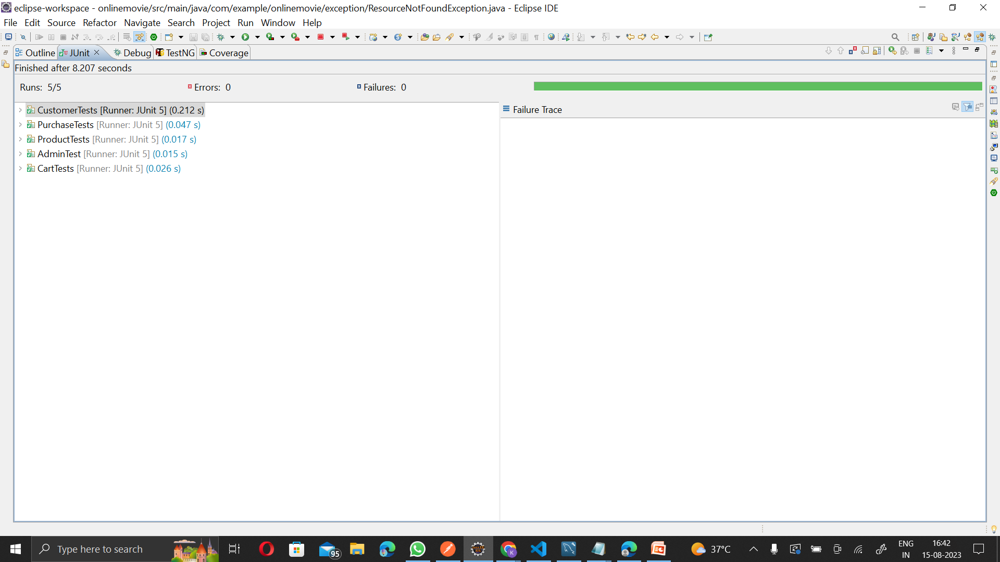 eclipse-workspace - onlinemovie/src/main/java/com/example/onlinemovie/exception/ResourceNotFoundException.java - Eclipse IDE
File Edit Source Refactor Navigate Search Project Run Window Help
Outline JUnit Debug TestNG Coverage
Finished after 8.207 seconds
Runs: 5/5 Errors: 0 Failures: 0
CustomerTests [Runner: JUnit 5] (0.212 s)
PurchaseTests [Runner: JUnit 5] (0.047 s)
ProductTests [Runner: JUnit 5] (0.017 s)
AdminTest [Runner: JUnit 5] (0.015 s)
CartTests [Runner: JUnit 5] (0.026 s)
Failure Trace
Type here to search
95
K
37°C
ENG
IN
16:42
15-08-2023